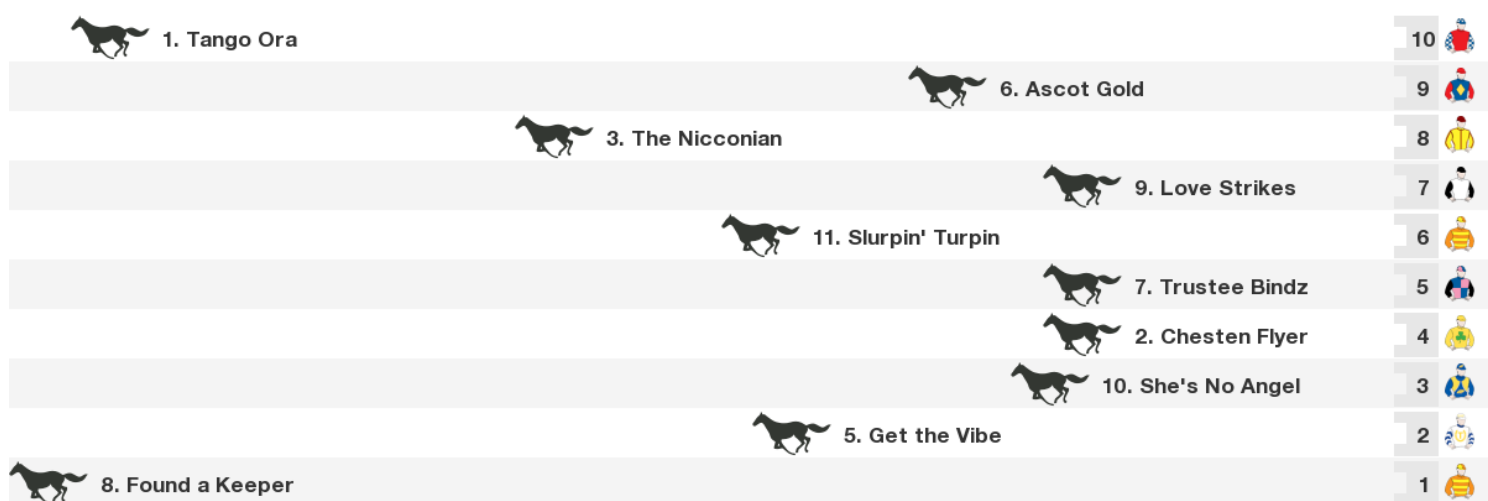 1. Tango Ora 10
6. Ascot Gold 9
3. The Nicconian 8
9. Love Strikes 7
11. Slurpin' Turpin 6
7. Trustee Bindz 5
2. Chesten Flyer 4
10. She's No Angel 3
5. Get the Vibe 2
8. Found a Keeper 1